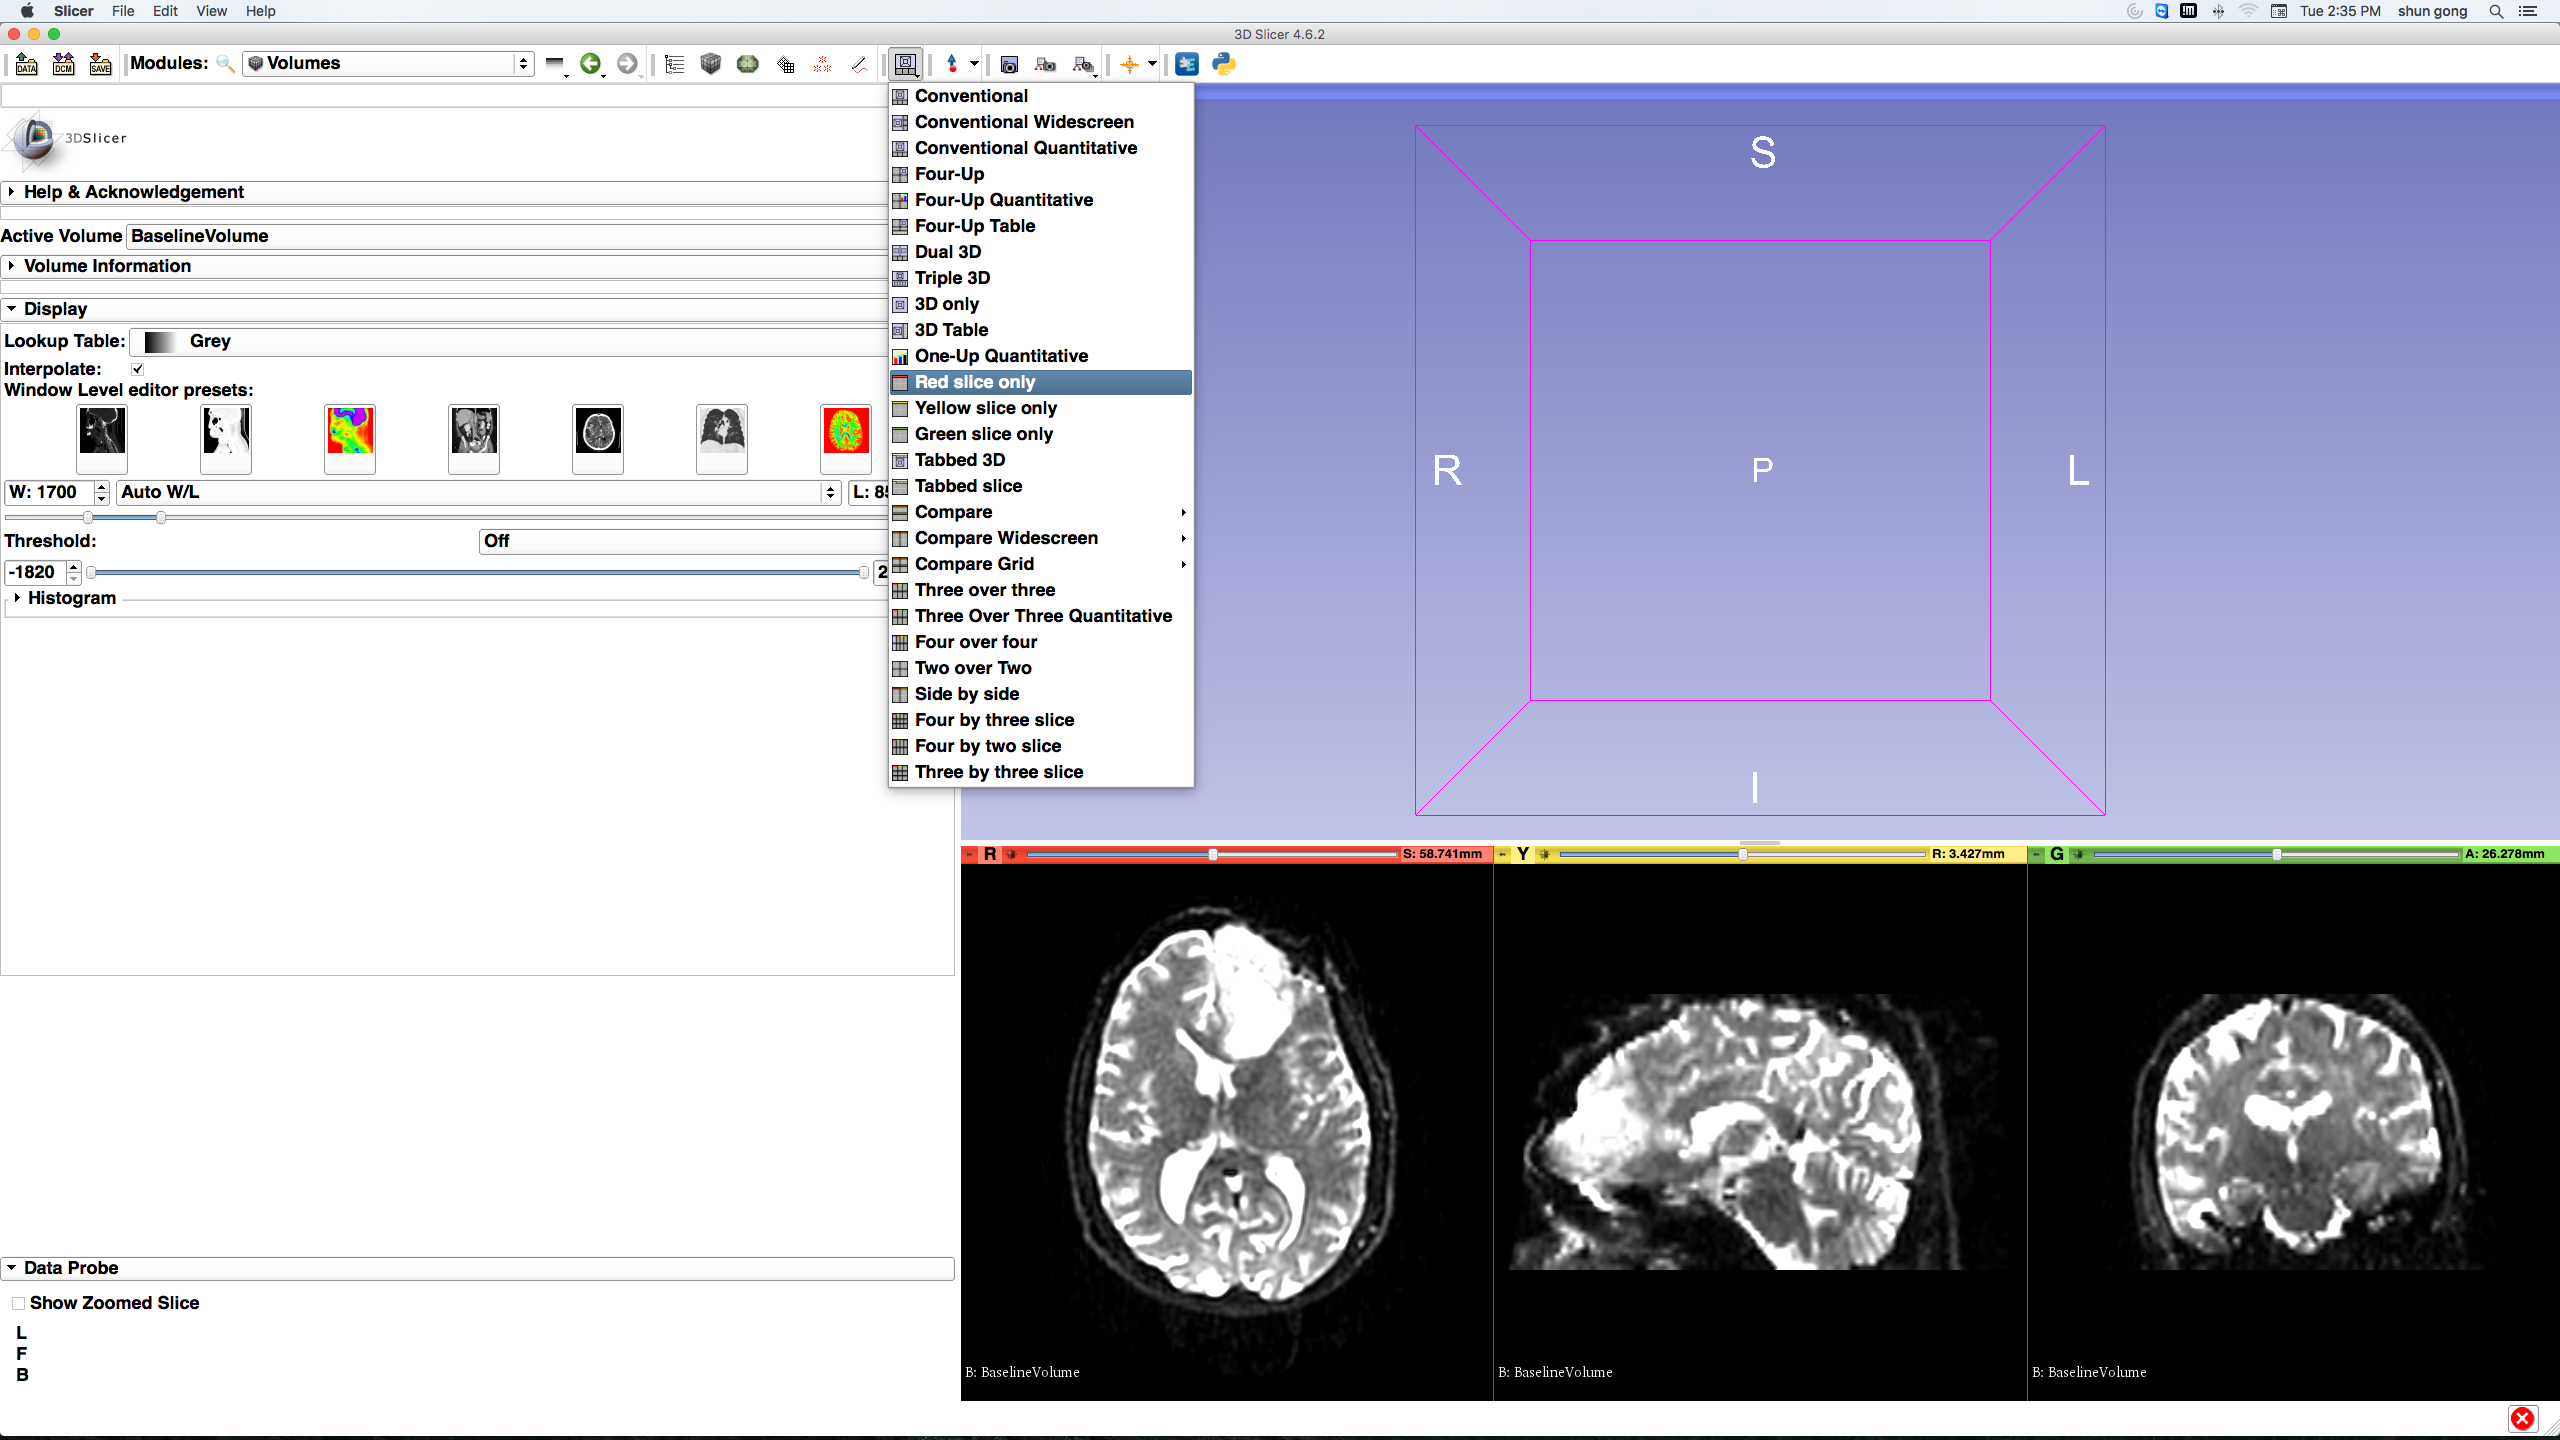 Slicer File Edit View Help
Tue 2:35 PM shun gong
3D Slicer 4.6.2
DATA DCM SAVE Modules: Volumes
3DSlicer
Help & Acknowledgement
Active Volume BaselineVolume
Volume Information
Display
Lookup Table: Grey
Interpolate:
Window Level editor presets:
W: 1700 Auto W/L L: 85
Threshold: Off
-1820 2
Histogram
Data Probe
Show Zoomed Slice
L
F
B
Conventional
Conventional Widescreen
Conventional Quantitative
Four-Up
Four-Up Quantitative
Four-Up Table
Dual 3D
Triple 3D
3D only
3D Table
One-Up Quantitative
Red slice only
Yellow slice only
Green slice only
Tabbed 3D
Tabbed slice
Compare
Compare Widescreen
Compare Grid
Three over three
Three Over Three Quantitative
Four over four
Two over Two
Side by side
Four by three slice
Four by two slice
Three by three slice
S
R P L
I
R S: 58.741mm Y R: 3.427mm G A: 26.278mm
B: BaselineVolume B: BaselineVolume B: BaselineVolume